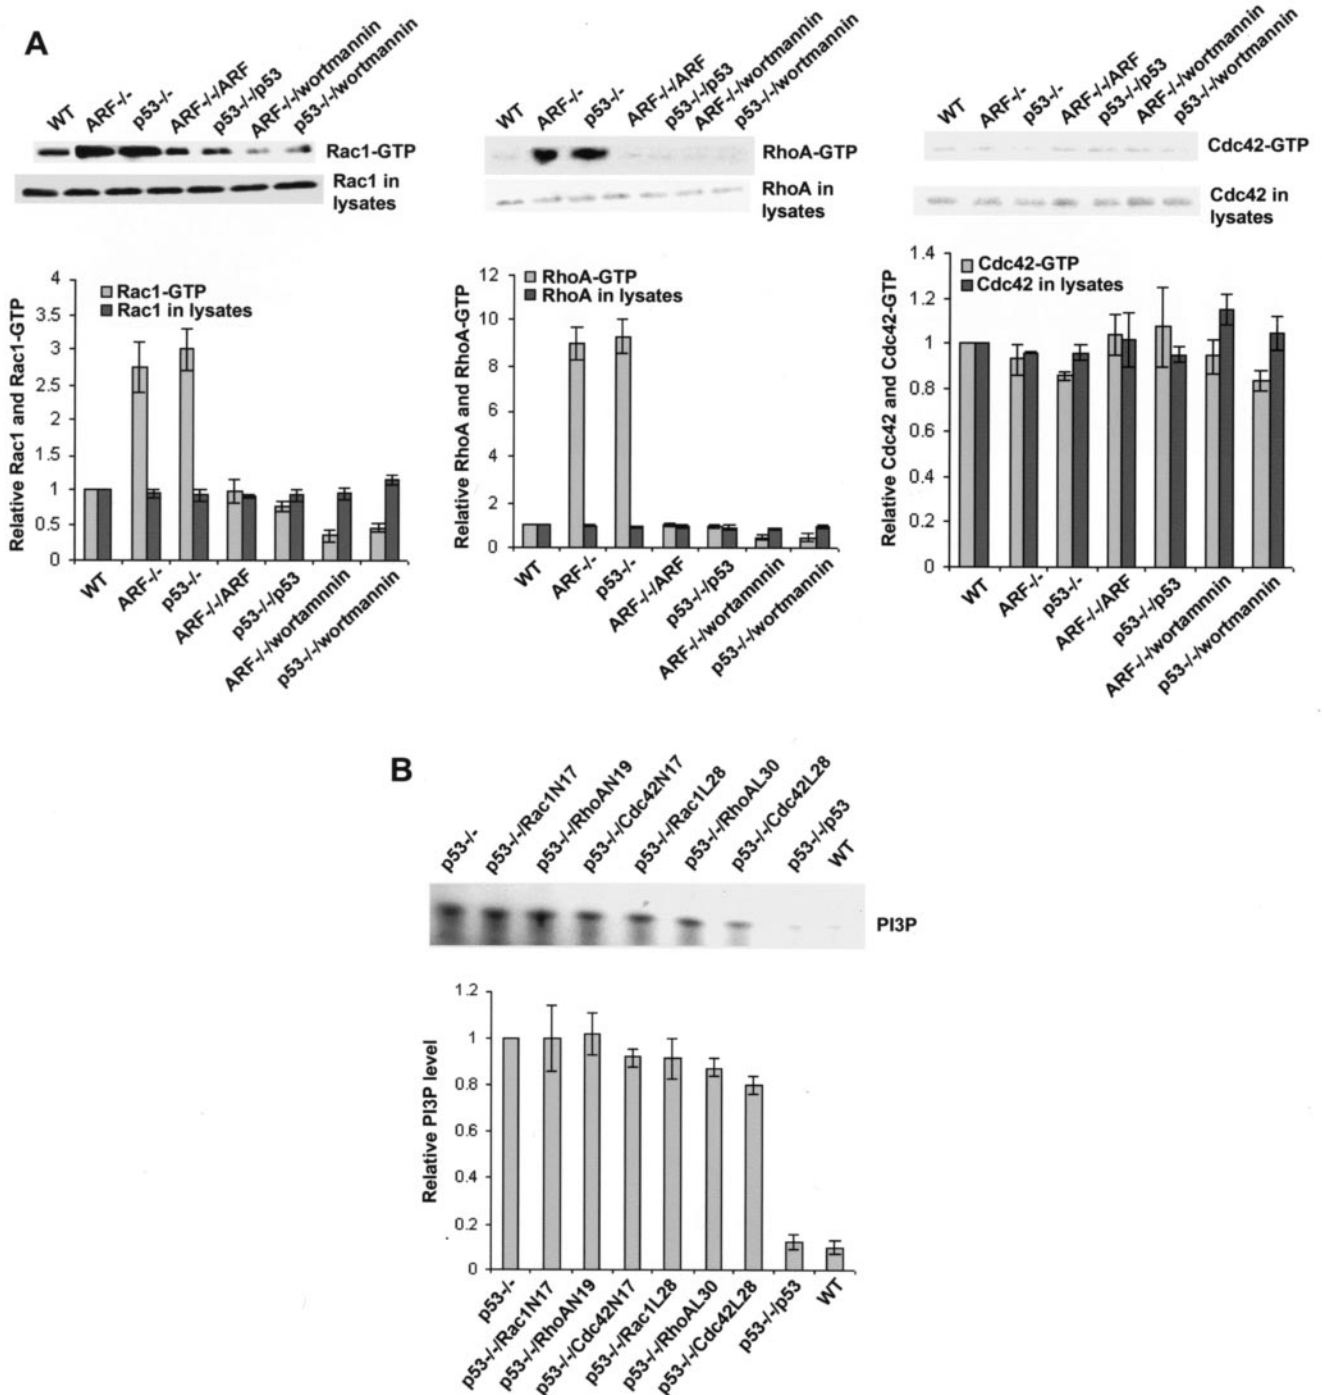 A
WT ARF-/- p53-/- ARF-/-/ARF p53-/-/p53 ARF-/-/wortmannin p53-/-/wortmannin
Rac1-GTP
Rac1 in
lysates
WT ARF-/- p53-/- ARF-/-/ARF p53-/-/p53 ARF-/-/wortmannin p53-/-/wortmannin
RhoA-GTP
RhoA in
lysates
WT ARF-/- p53-/- ARF-/-/ARF p53-/-/p53 ARF-/-/wortmannin p53-/-/wortmannin
Cdc42-GTP
Cdc42 in
lysates
Relative Rac1 and Rac1-GTP
4
3.5
3
2.5
2
1.5
1
0.5
0
Rac1-GTP
Rac1 in lysates
WT ARF-/- p53-/- ARF-/-/ARF p53-/-/p53 ARF-/-/wortamnnin p53-/-/wortmannin
Relative RhoA and RhoA-GTP
12
10
8
6
4
2
0
RhoA-GTP
RhoA in lysates
WT ARF-/- p53-/- ARF-/-/ARF p53-/-/p53 ARF-/-/wortamnnin p53-/-/wortmannin
Relative Cdc42 and Cdc42-GTP
1.4
1.2
1
0.8
0.6
0.4
0.2
0
Cdc42-GTP
Cdc42 in lysates
WT ARF-/- p53-/- ARF-/-/ARF p53-/-/p53 ARF-/-/wortamnnin p53-/-/wortmannin
B
p53-/- p53-/-/Rac1N17 p53-/-/RhoAN19 p53-/-/Cdc42N17 p53-/-/Rac1L28 p53-/-/RhoAL30 p53-/-/Cdc42L28 p53-/-/p53 WT
PI3P
Relative PI3P level
1.2
1
0.8
0.6
0.4
0.2
0
p53-/- p53-/-/Rac1N17 p53-/-/RhoAN19 p53-/-/Cdc42N17 p53-/-/Rac1L28 p53-/-/RhoAL30 p53-/-/Cdc42L28 p53-/-/p53 WT